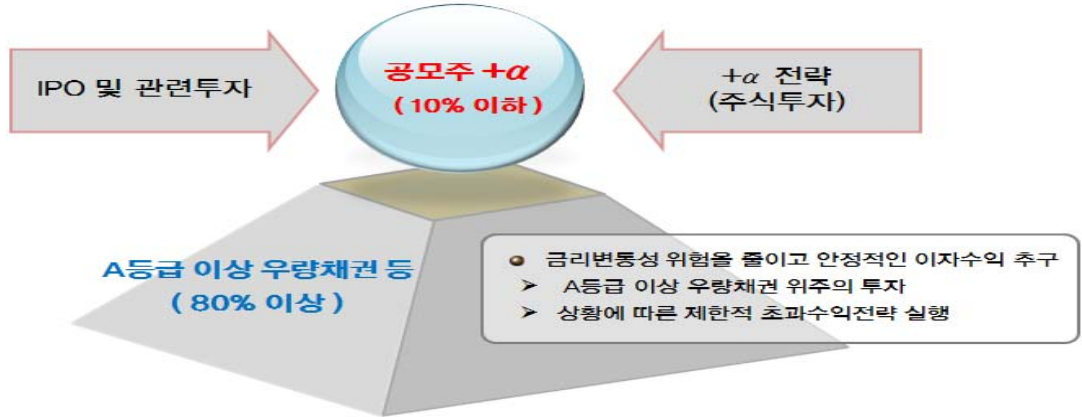 IPO 및 관련투자
공모주 +α
( 10% 이하 )
+α 전략
(주식투자)
A등급 이상 우량채권 등
( 80% 이상 )
금리변동성 위험을 줄이고 안정적인 이자수익 추구
➤ A등급 이상 우량채권 위주의 투자
➤ 상황에 따른 제한적 초과수익전략 실행